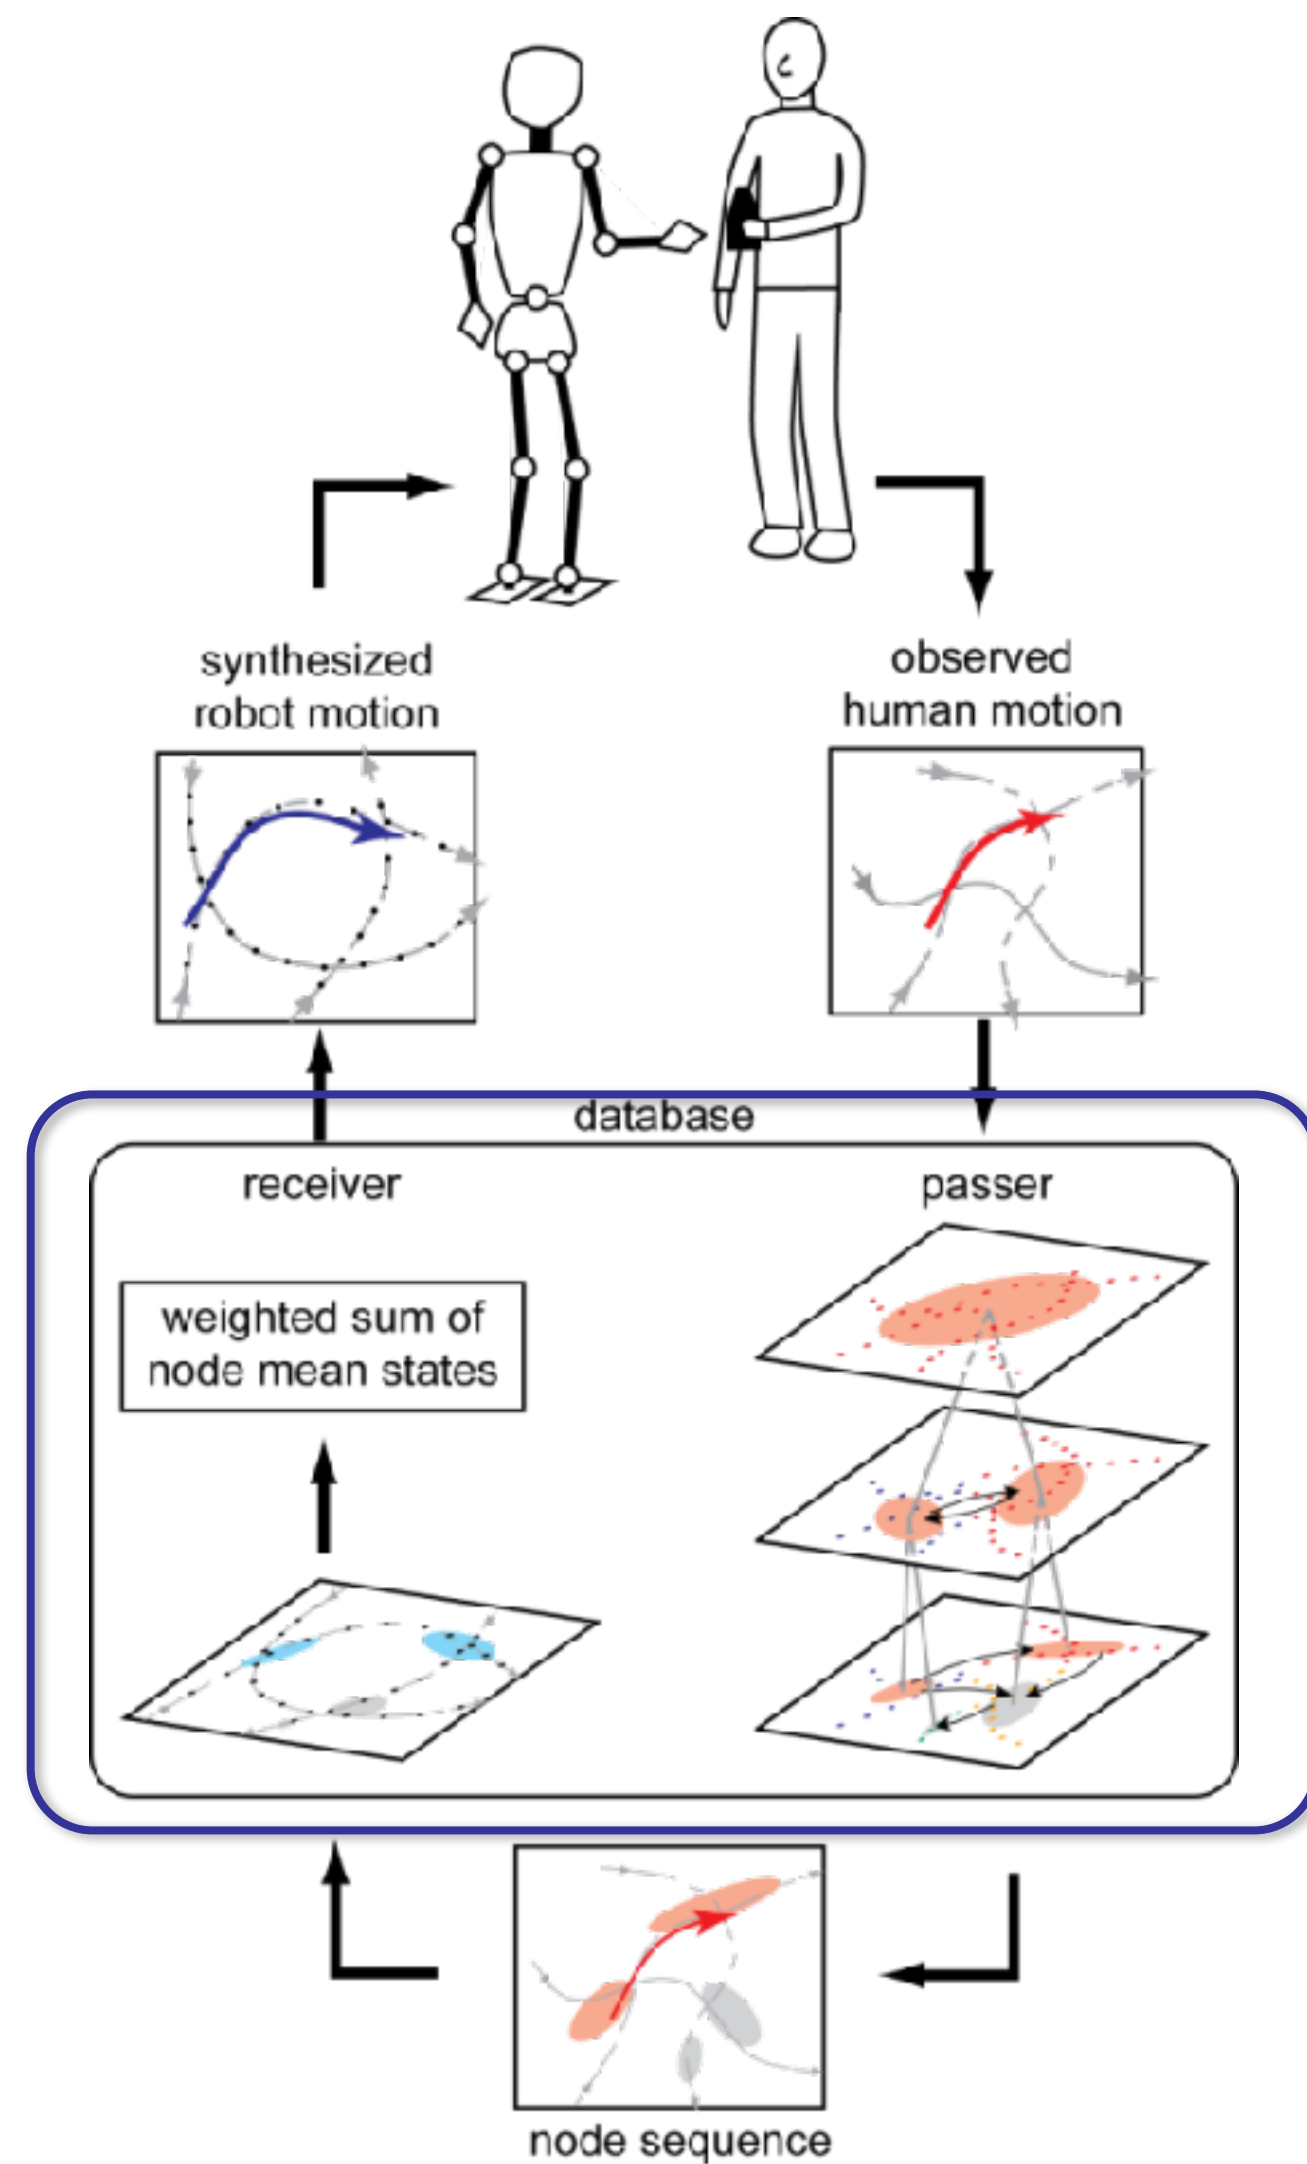 synthesized
robot motion
observed
human motion
database
receiver
passer
weighted sum of
node mean states
node sequence